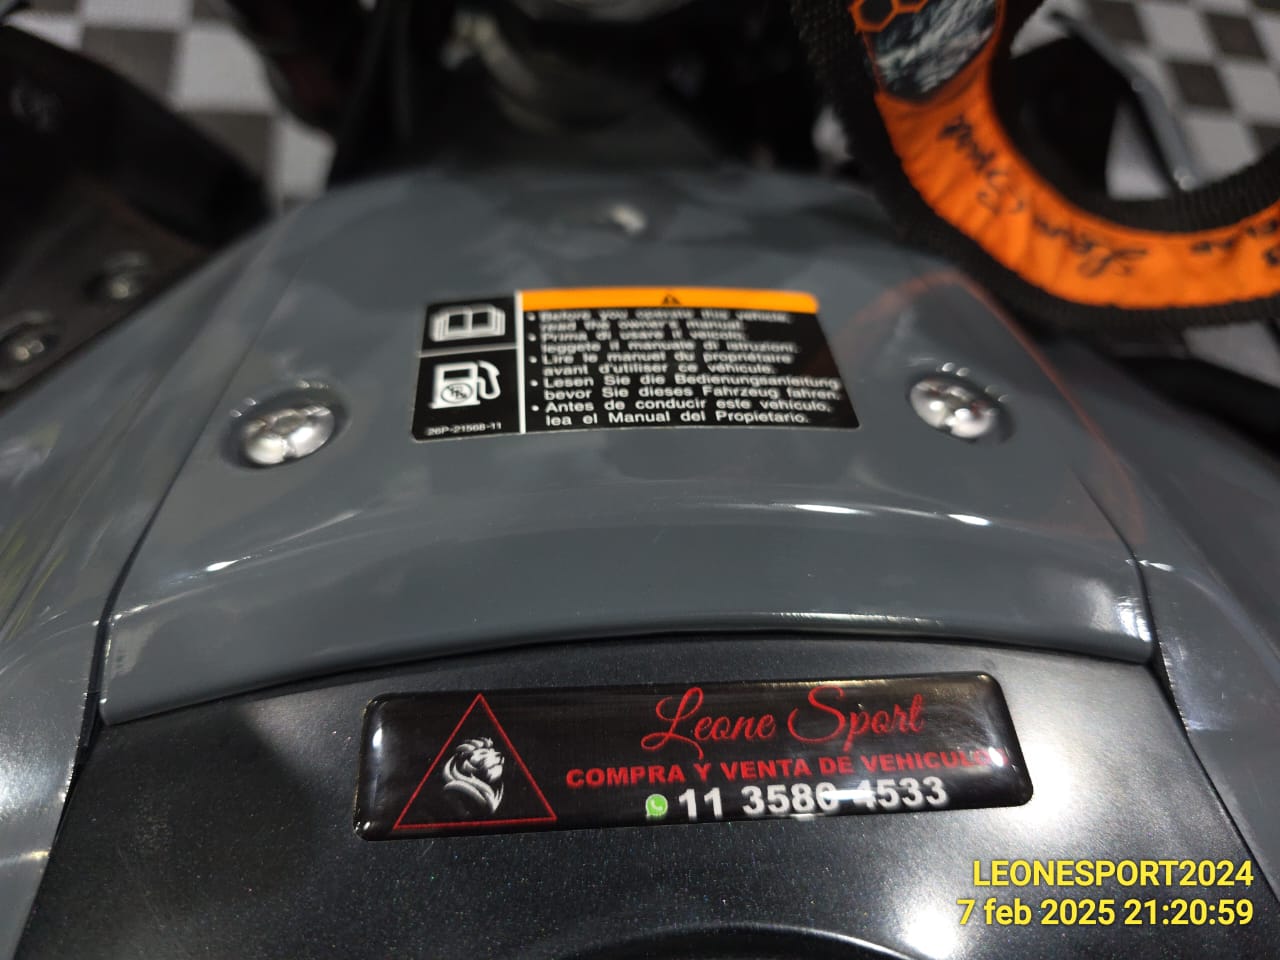 • Before you operate this vehicle,
read the owner's manual.
• Prima di usare il veicolo,
leggete il manuale di istruzioni.
• Lire le manuel du propriétaire
avant d'utiliser ce véhicule.
• Lesen Sie die Bedienungsanleitung
bevor Sie dieses Fahrzeug fahren.
• Antes de conducir este vehículo,
lea el Manual del Propietario.
26P-21568-11
Leone Sport
COMPRA Y VENTA DE VEHICULOS
11 3580 4533
LEONESPORT2024
7 feb 2025 21:20:59